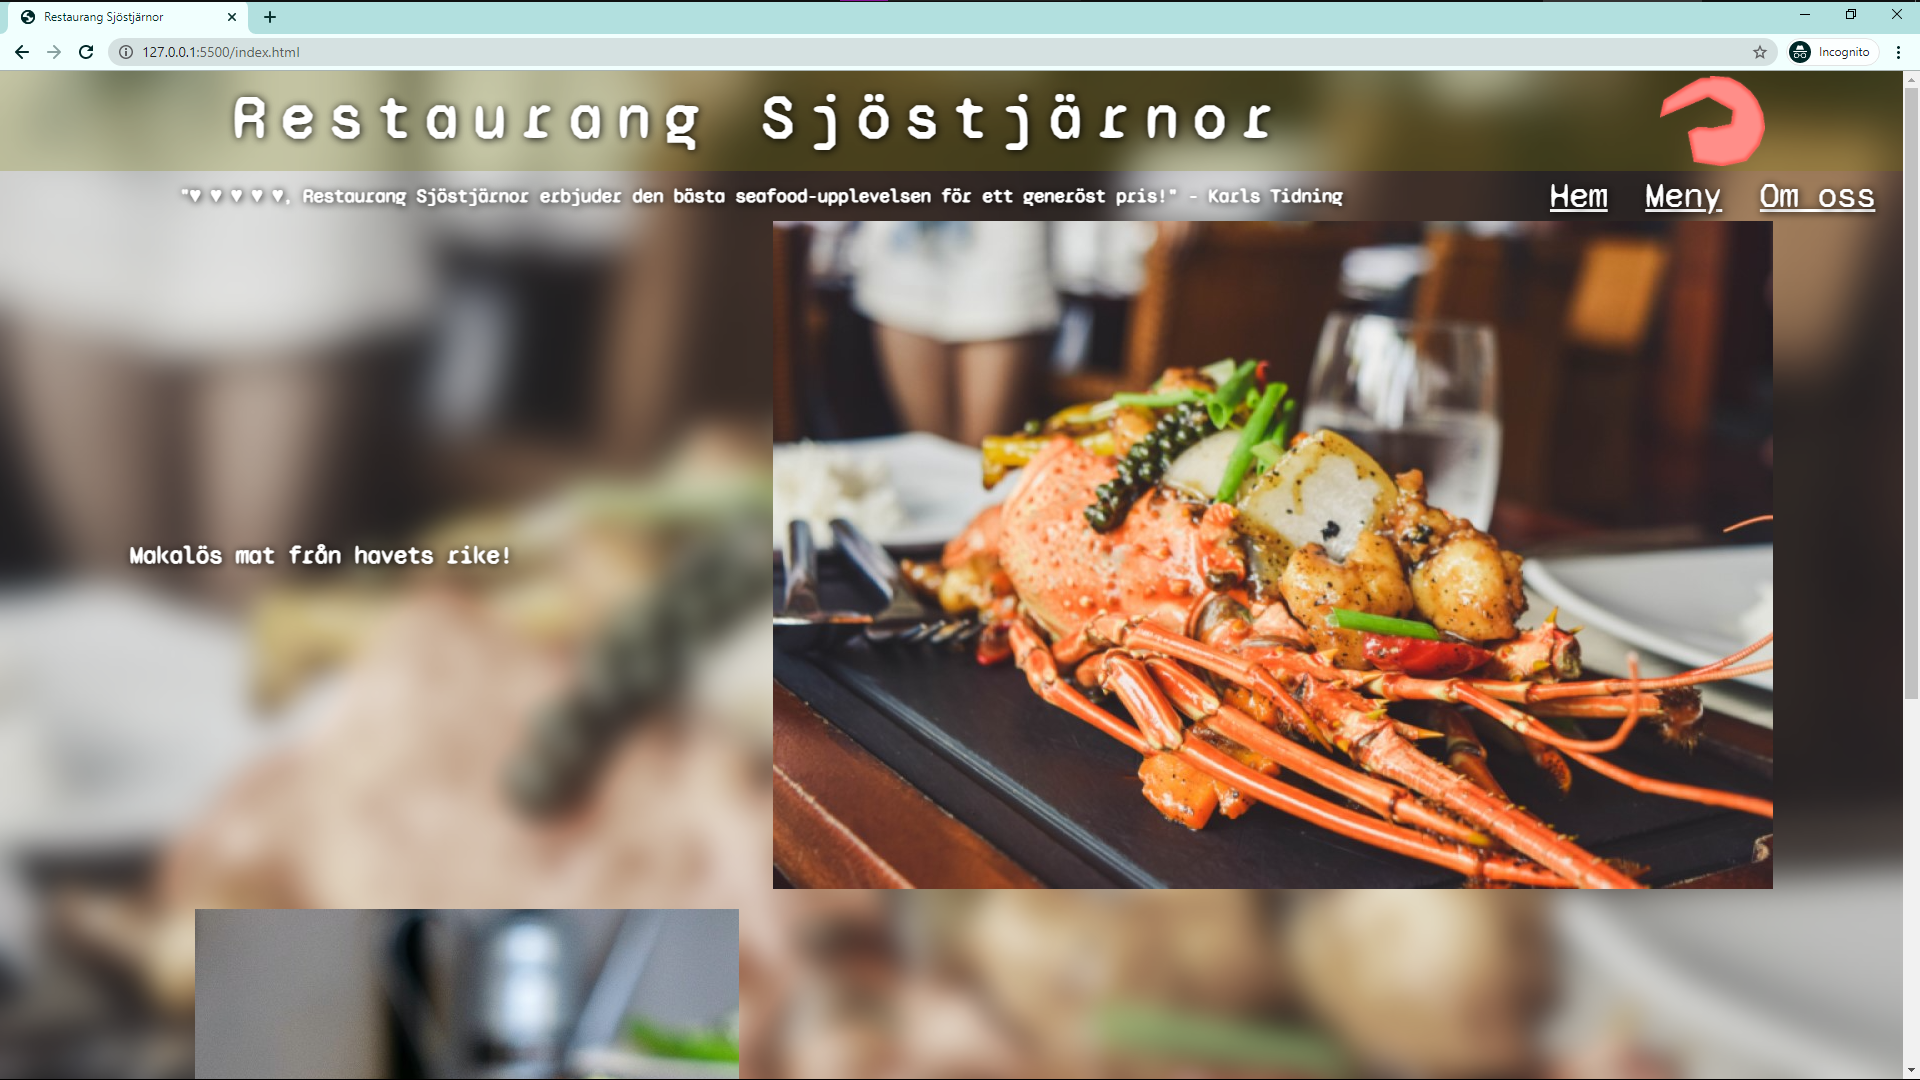 Restaurang Sjöstjärnor
127.0.0.1:5500/index.html
Incognito
Restaurang Sjöstjärnor
"♥ ♥ ♥ ♥ ♥, Restaurang Sjöstjärnor erbjuder den bästa seafood-upplevelsen för ett generöst pris!" - Karls Tidning
Hem Meny Om oss
Makalös mat från havets rike!